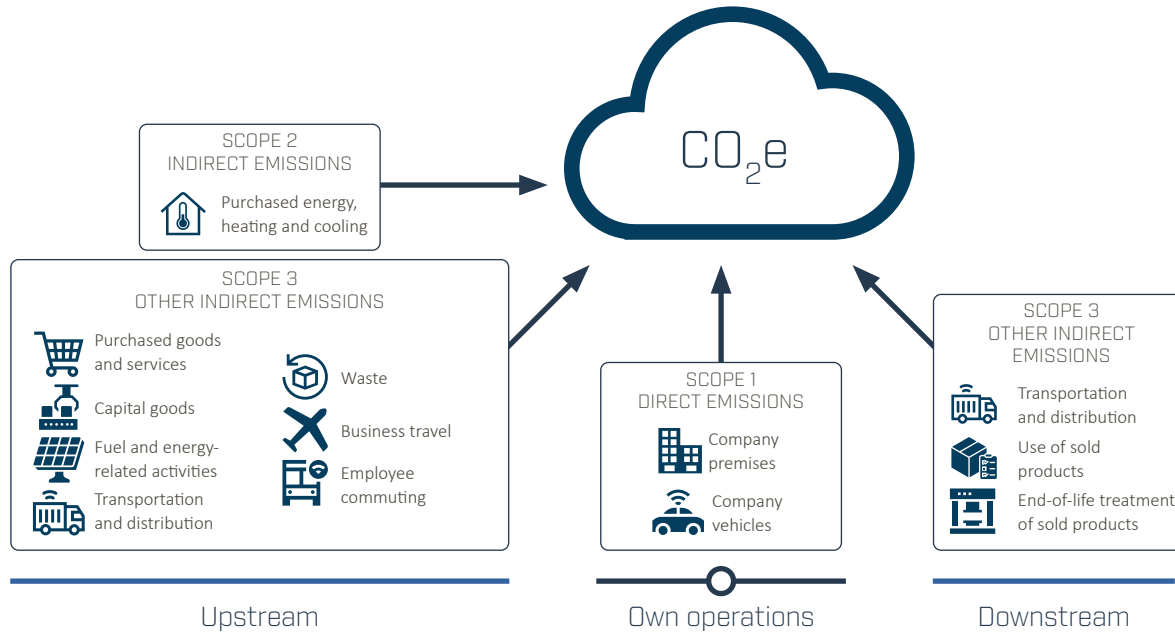 CO₂e
SCOPE 2
INDIRECT EMISSIONS
Purchased energy,
heating and cooling
SCOPE 3
OTHER INDIRECT EMISSIONS
Purchased goods
and services
Capital goods
Fuel and energy-
related activities
Transportation
and distribution
Waste
Business travel
Employee
commuting
SCOPE 1
DIRECT EMISSIONS
Company
premises
Company
vehicles
SCOPE 3
OTHER INDIRECT
EMISSIONS
Transportation
and distribution
Use of sold
products
End-of-life treatment
of sold products
Upstream
Own operations
Downstream